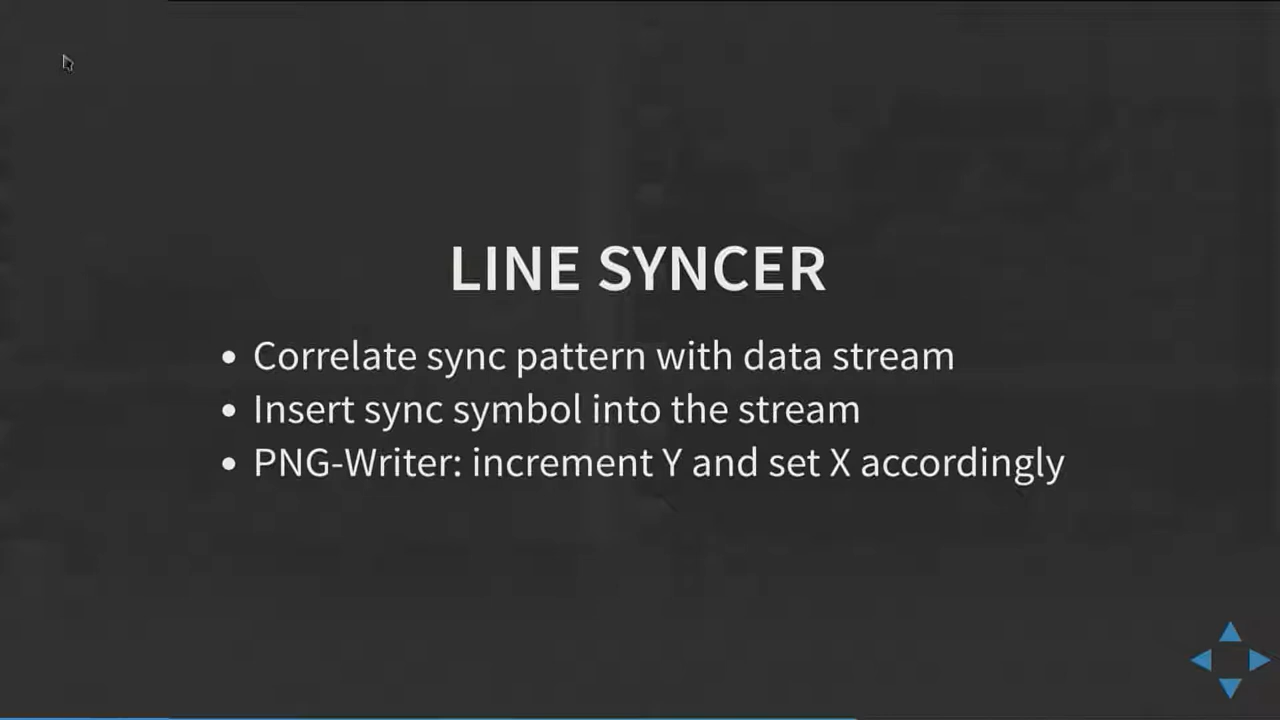 LINE SYNCER
• Correlate sync pattern with data stream
• Insert sync symbol into the stream
• PNG-Writer: increment Y and set X accordingly